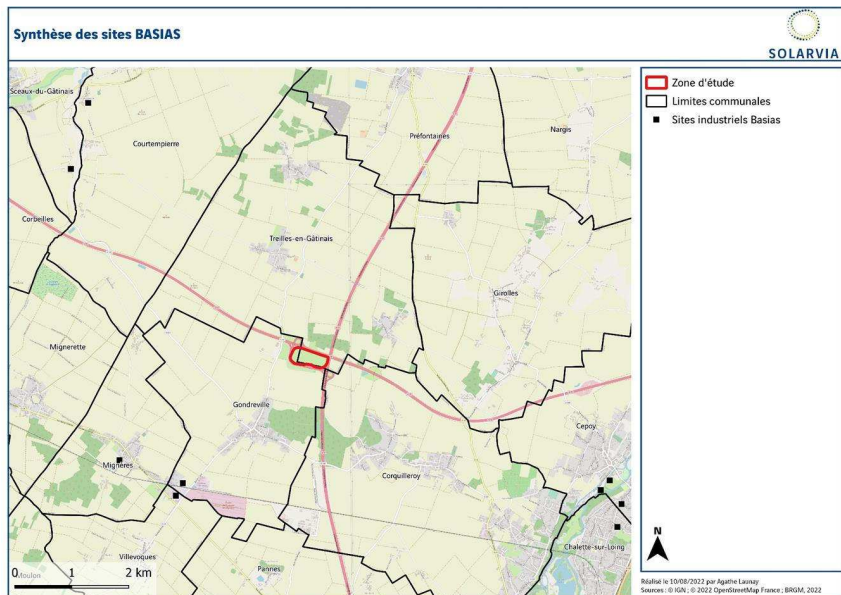 Synthèse des sites BASIAS
SOLARVIA
Zone d'étude
Limites communales
Sites industriels Basias
Sceaux-du-Gâtinais
Courtempierre
Préfontaines
Nargis
Corbeilles
Treilles-en-Gâtinais
Girolles
Mignerette
Gondreville
Cepoy
Mignères
Corquilleroy
Chalette-sur-Loing
Villevoques
Pannes
Moulon
0 1 2 km
N
Réalisé le 10/08/2022 par Agathe Launay
Sources : © IGN ; © 2022 OpenStreetMap France ; BRGM, 2022